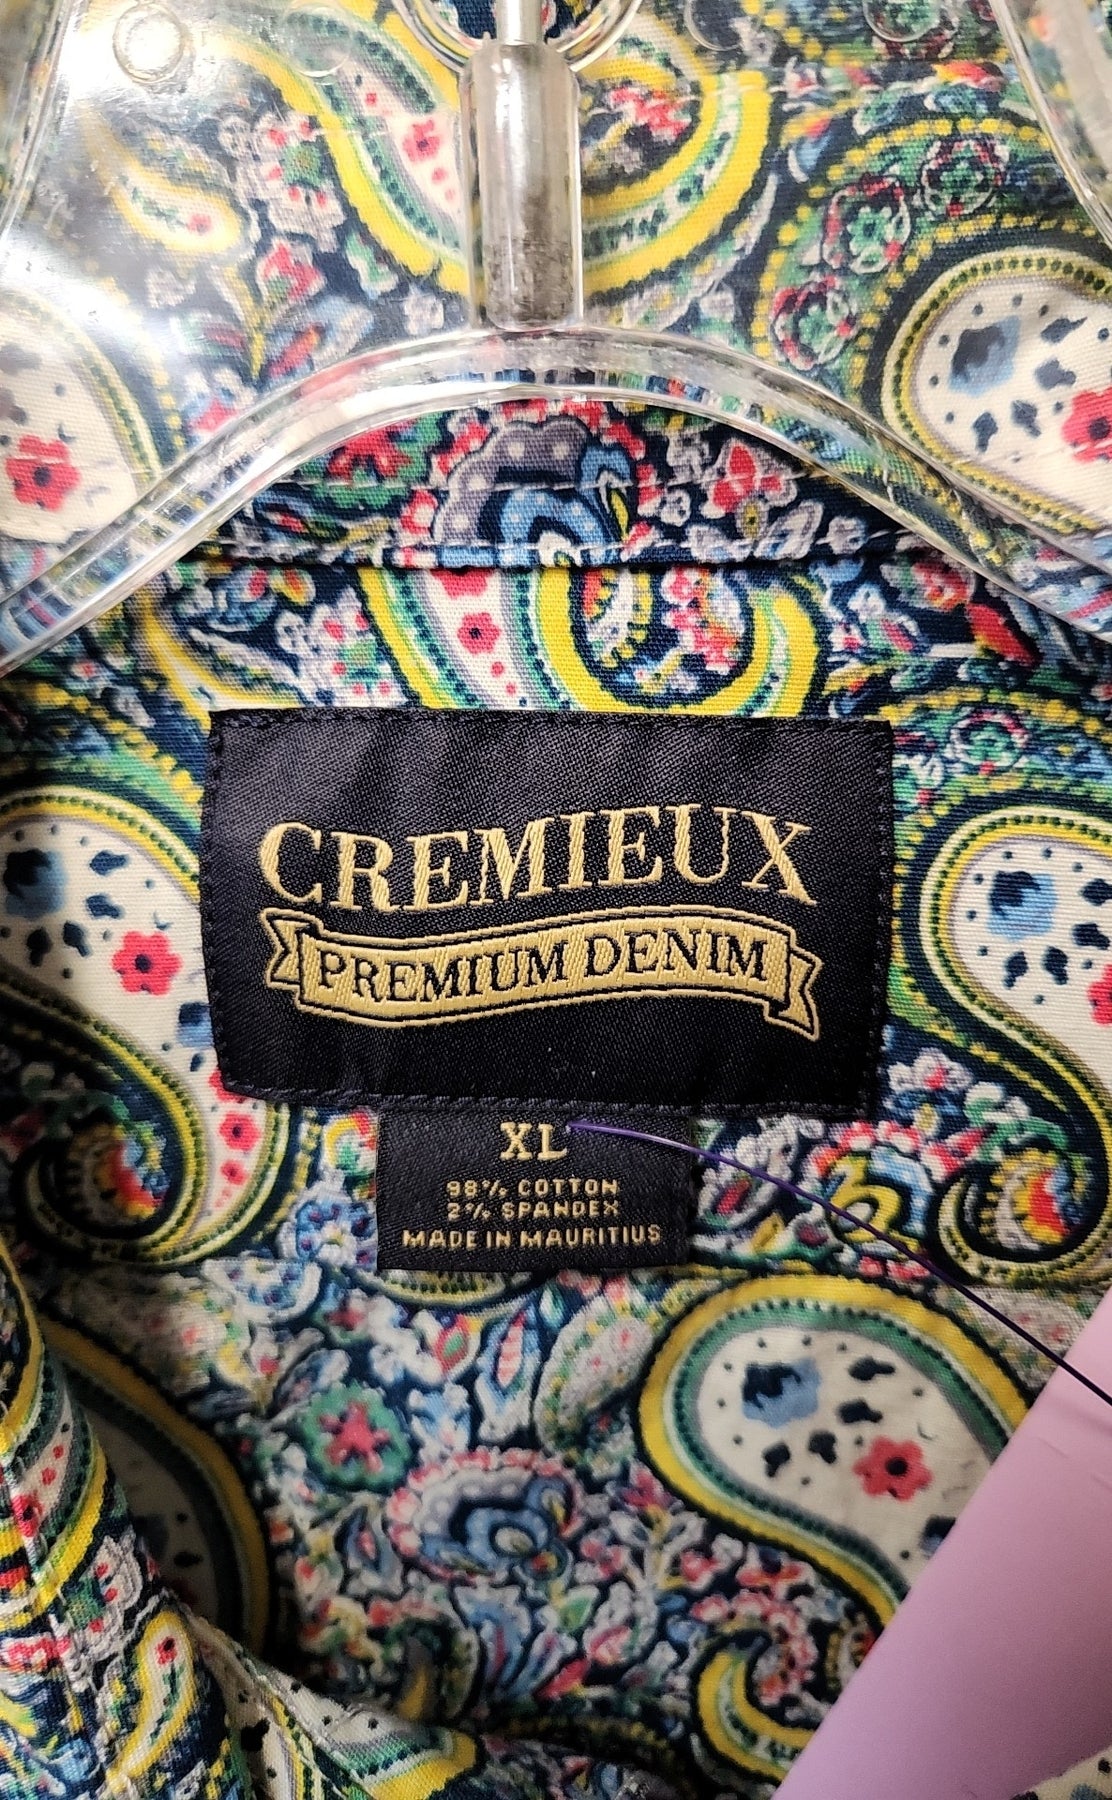 CREMIEUX
PREMIUM DENIM
XL
98% COTTON
2% SPANDEX
MADE IN MAURITIUS